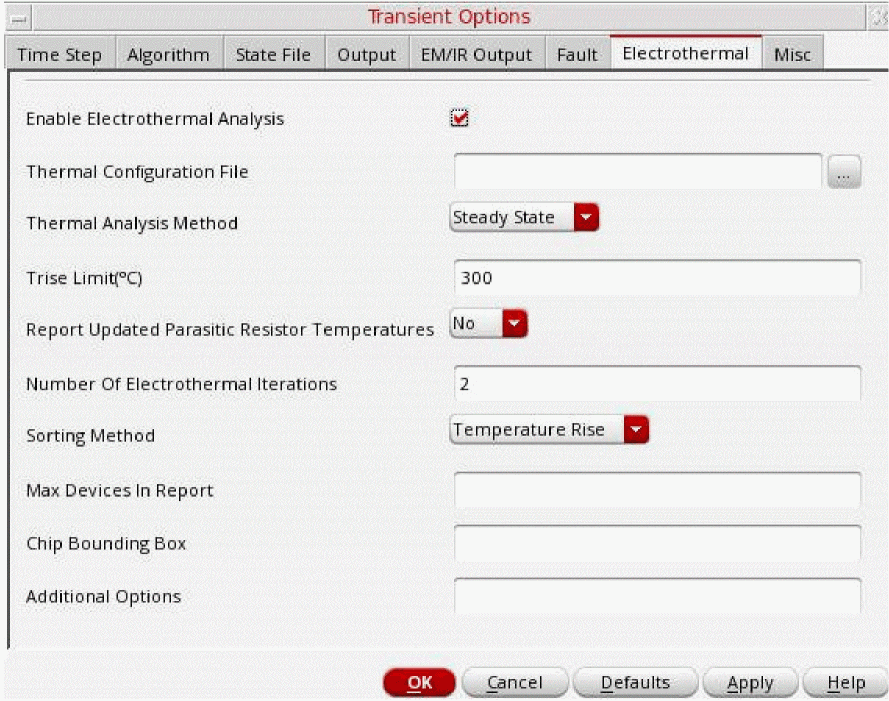 Transient Options
Time Step Algorithm State File Output EM/IR Output Fault Electrothermal Misc
Enable Electrothermal Analysis
Thermal Configuration File ...
Thermal Analysis Method Steady State
Trise Limit(°C) 300
Report Updated Parasitic Resistor Temperatures No
Number Of Electrothermal Iterations 2
Sorting Method Temperature Rise
Max Devices In Report
Chip Bounding Box
Additional Options
OK Cancel Defaults Apply Help